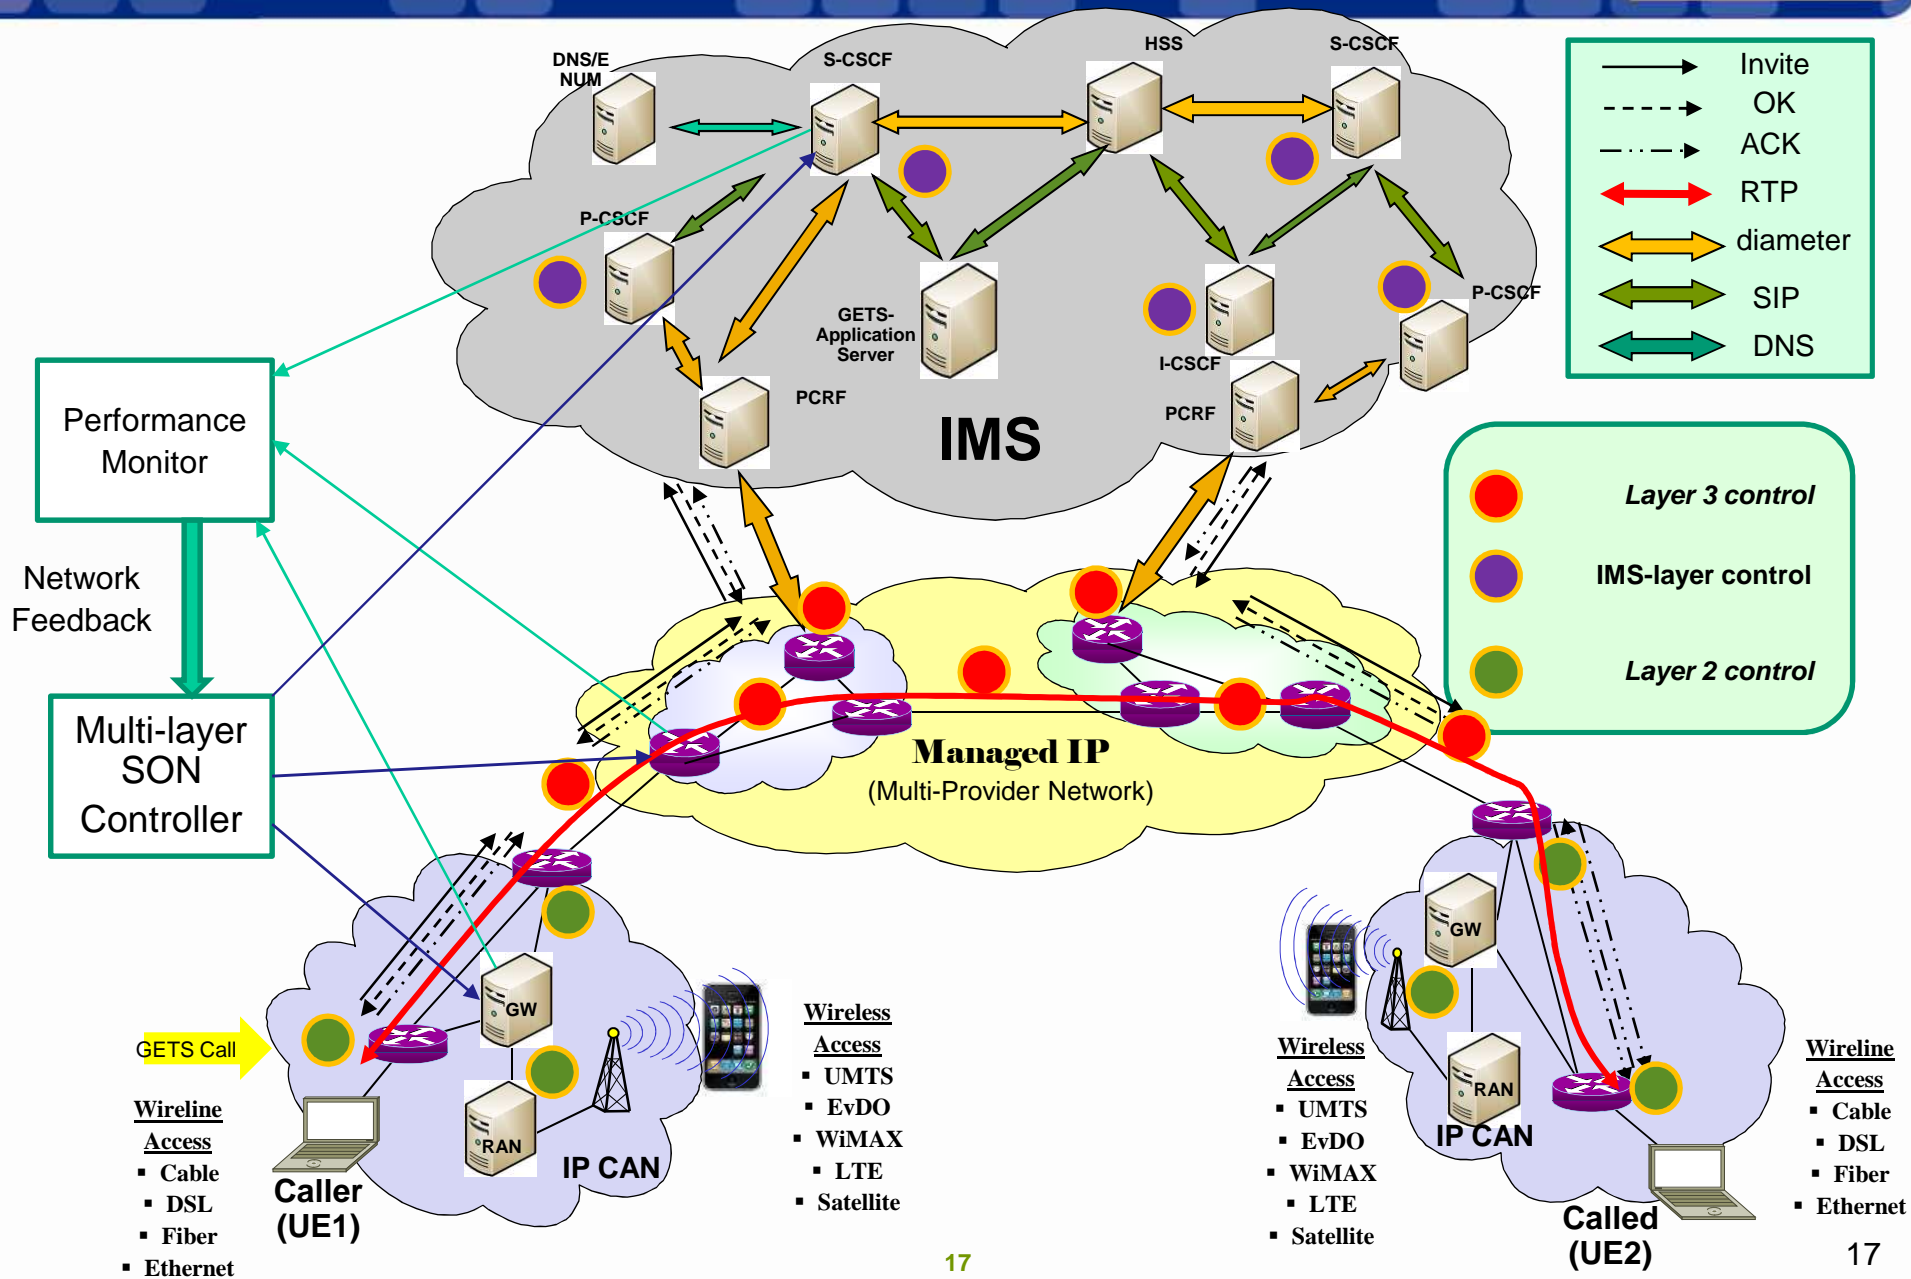 DNS/E
NUM
S-CSCF
HSS
S-CSCF
P-CSCF
GETS-
Application
Server
PCRF
I-CSCF
PCRF
P-CSCF
IMS
Invite
OK
ACK
RTP
diameter
SIP
DNS
Layer 3 control
IMS-layer control
Layer 2 control
Performance
Monitor
Network
Feedback
Multi-layer
SON
Controller
Managed IP
(Multi-Provider Network)
GETS Call
GW
RAN
IP CAN
Caller
(UE1)
Wireline
Access
▪ Cable
▪ DSL
▪ Fiber
▪ Ethernet
Wireless
Access
▪ UMTS
▪ EvDO
▪ WiMAX
▪ LTE
▪ Satellite
Wireless
Access
▪ UMTS
▪ EvDO
▪ WiMAX
▪ LTE
▪ Satellite
GW
RAN
IP CAN
Called
(UE2)
Wireline
Access
▪ Cable
▪ DSL
▪ Fiber
▪ Ethernet
17
17